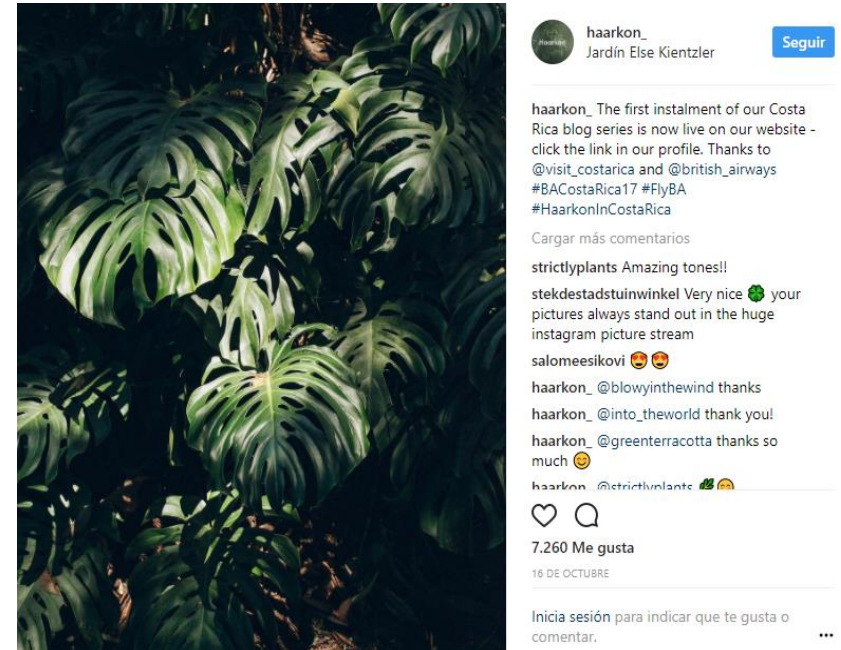 haarkon_
Jardín Else Kientzler
Seguir
haarkon_ The first instalment of our Costa
Rica blog series is now live on our website -
click the link in our profile. Thanks to
@visit_costarica and @british_airways
#BACostaRica17 #FlyBA
#HaarkonInCostaRica
Cargar más comentarios
strictlyplants Amazing tones!!
stekdestadstuinwinkel Very nice 🍀 your
pictures always stand out in the huge
instagram picture stream
salomeesikovi 😍 😍
haarkon_ @blowyinthewind thanks
haarkon_ @into_theworld thank you!
haarkon_ @greenterracotta thanks so
much 😊
haarkon_ @strictlyplants 🌿😊
7.260 Me gusta
16 DE OCTUBRE
Inicia sesión para indicar que te gusta o
comentar.